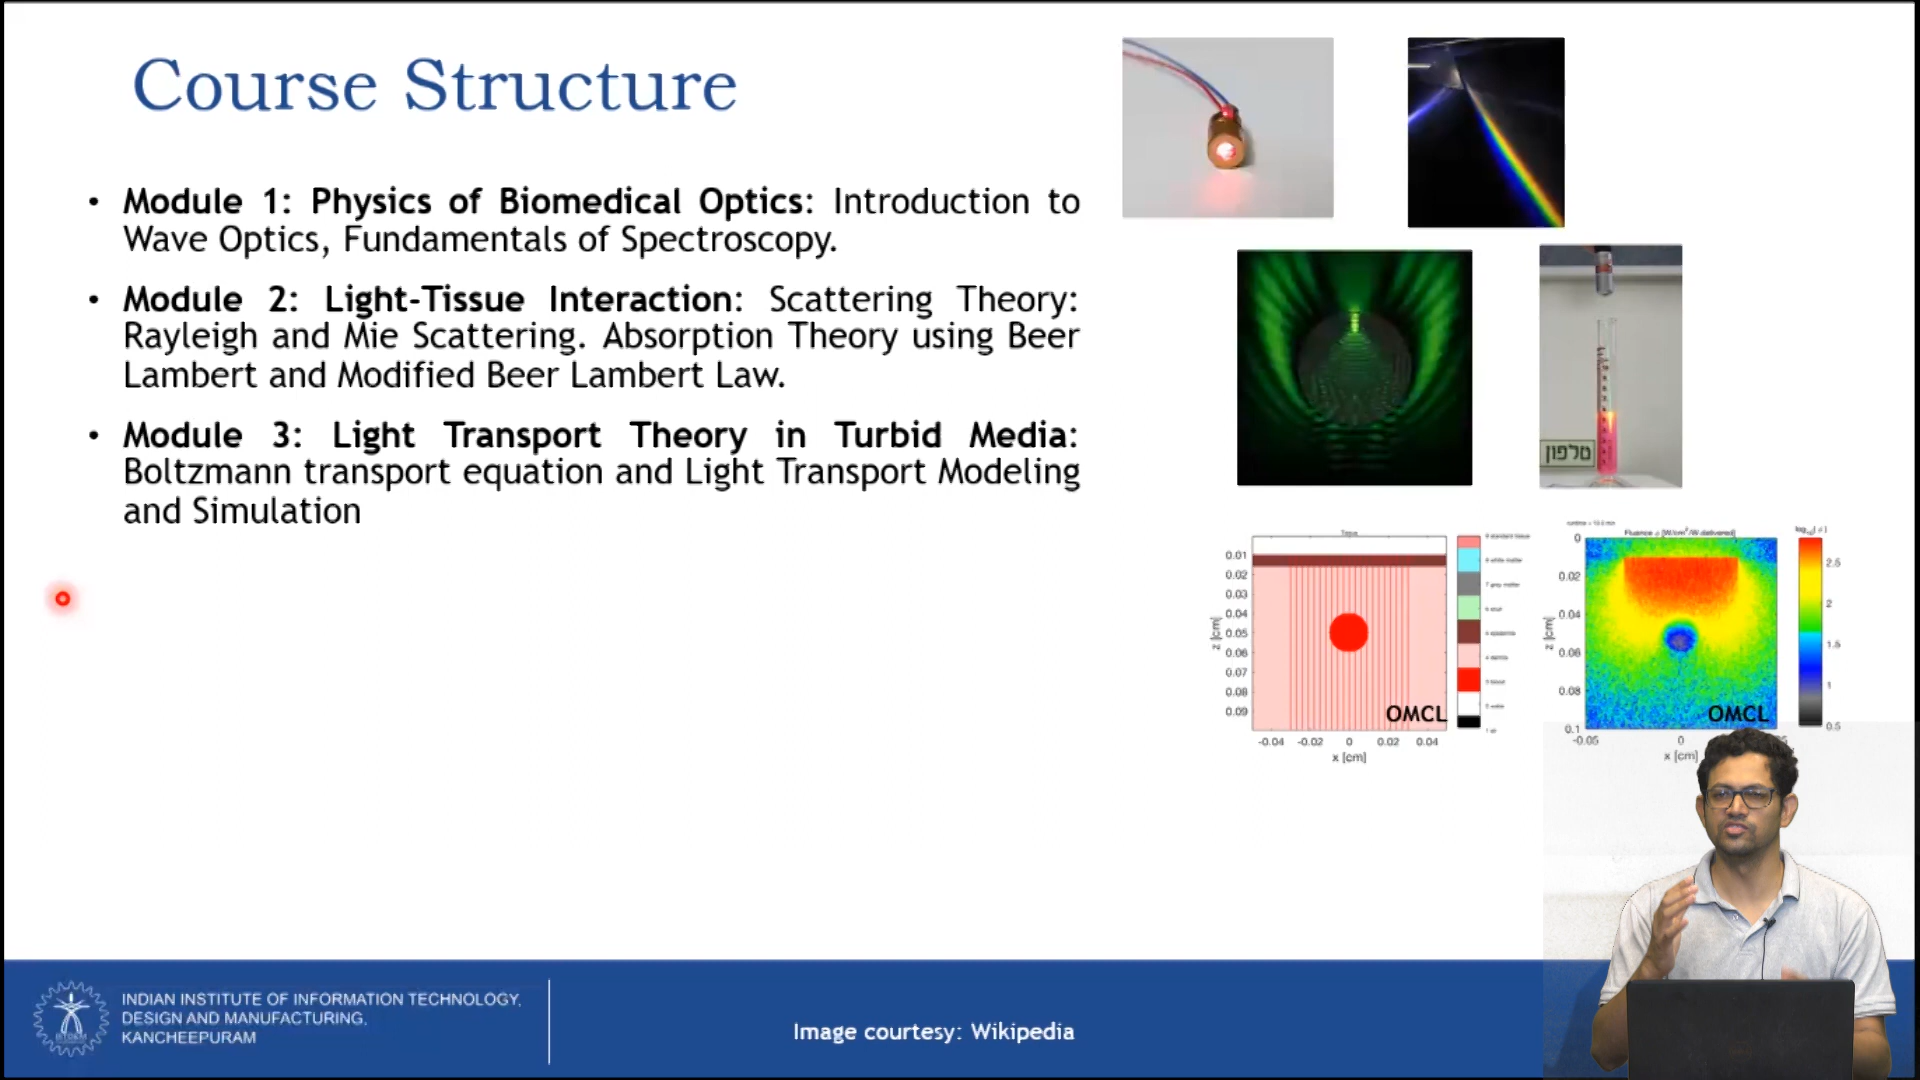 Course Structure
• Module 1: Physics of Biomedical Optics: Introduction to
Wave Optics, Fundamentals of Spectroscopy.
• Module 2: Light-Tissue Interaction: Scattering Theory:
Rayleigh and Mie Scattering. Absorption Theory using Beer
Lambert and Modified Beer Lambert Law.
• Module 3: Light Transport Theory in Turbid Media:
Boltzmann transport equation and Light Transport Modeling
and Simulation
טלפון
0.01
0.02
0.03
0.04
0.05
0.06
0.07
0.08
0.09
z [cm]
-0.04 -0.02 0 0.02 0.04
x [cm]
OMCL
0
0.02
0.04
0.06
0.08
0.1
z [cm]
-0.05 0
x [cm]
OMCL
2.5
2
1.5
1
0.5
INDIAN INSTITUTE OF INFORMATION TECHNOLOGY,
DESIGN AND MANUFACTURING,
KANCHEEPURAM
Image courtesy: Wikipedia